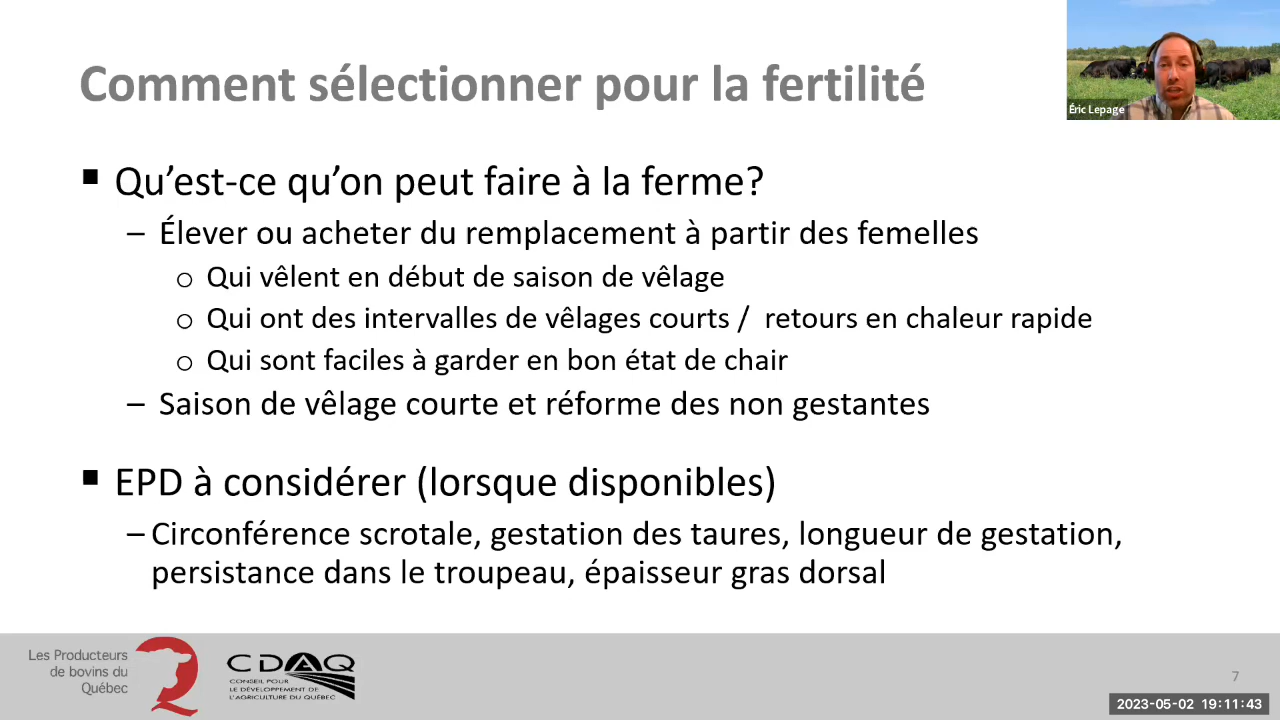 Comment sélectionner pour la fertilité
Éric Lepage
▪ Qu’est-ce qu’on peut faire à la ferme?
– Élever ou acheter du remplacement à partir des femelles
o Qui vêlent en début de saison de vêlage
o Qui ont des intervalles de vêlages courts / retours en chaleur rapide
o Qui sont faciles à garder en bon état de chair
– Saison de vêlage courte et réforme des non gestantes
▪ EPD à considérer (lorsque disponibles)
– Circonférence scrotale, gestation des taures, longueur de gestation,
persistance dans le troupeau, épaisseur gras dorsal
Les Producteurs
de bovins du
Québec
CDAQ
CONSEIL POUR
LE DÉVELOPPEMENT DE
L'AGRICULTURE DU QUÉBEC
7
2023-05-02 19:11:43